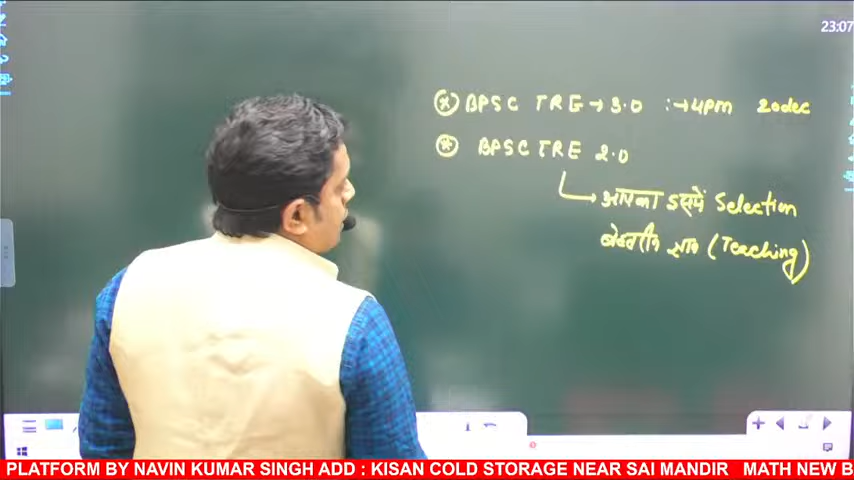 23:07
BPSC TRE → 3.0 :→ 4pm 20dec
BPSC TRE 2.0
→ आपका इसमें Selection
(Teaching)
PLATFORM BY NAVIN KUMAR SINGH ADD : KISAN COLD STORAGE NEAR SAI MANDIR MATH NEW B